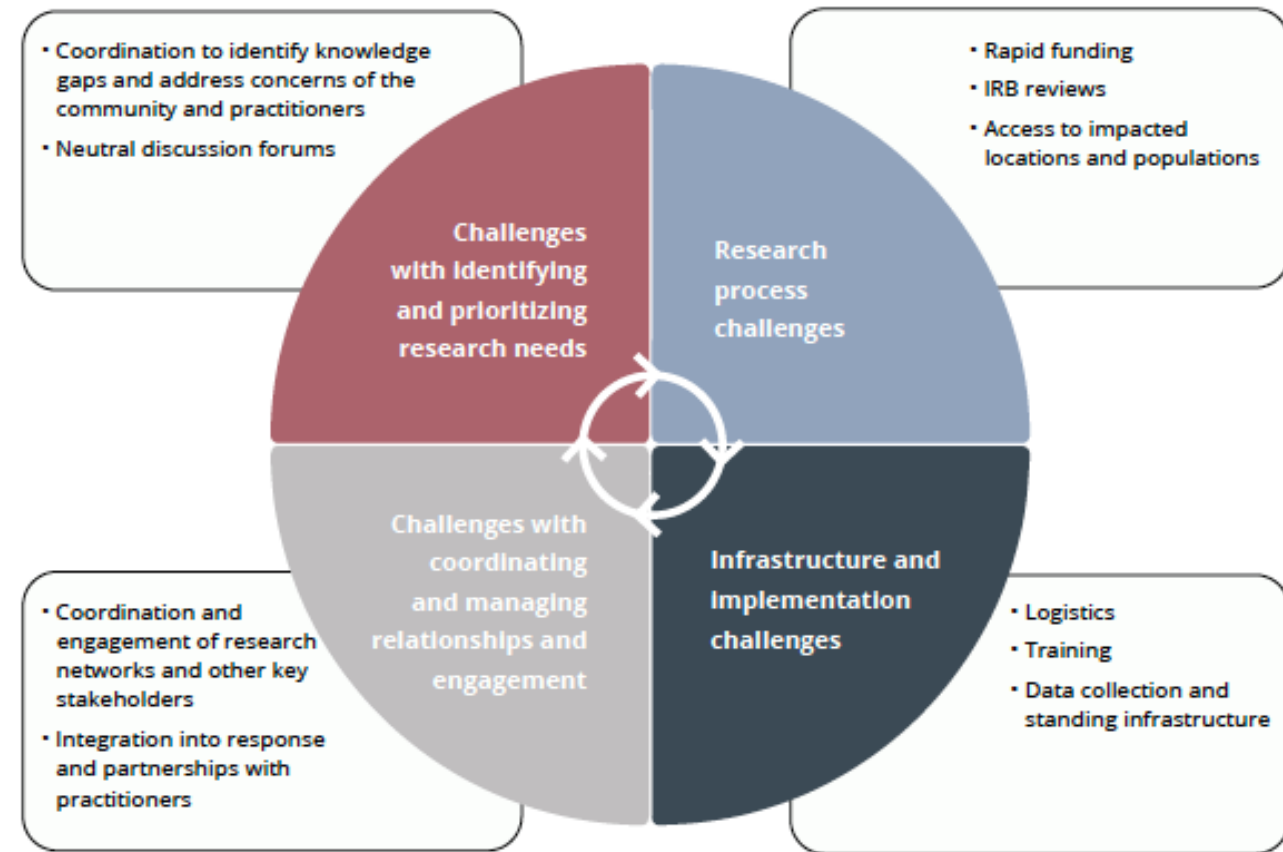 • Coordination to identify knowledge
gaps and address concerns of the
community and practitioners
• Neutral discussion forums
• Rapid funding
• IRB reviews
• Access to impacted
locations and populations
Challenges
with identifying
and prioritizing
research needs
Research
process
challenges
Challenges with
coordinating
and managing
relationships and
engagement
Infrastructure and
implementation
challenges
• Coordination and
engagement of research
networks and other key
stakeholders
• Integration into response
and partnerships with
practitioners
• Logistics
• Training
• Data collection and
standing infrastructure